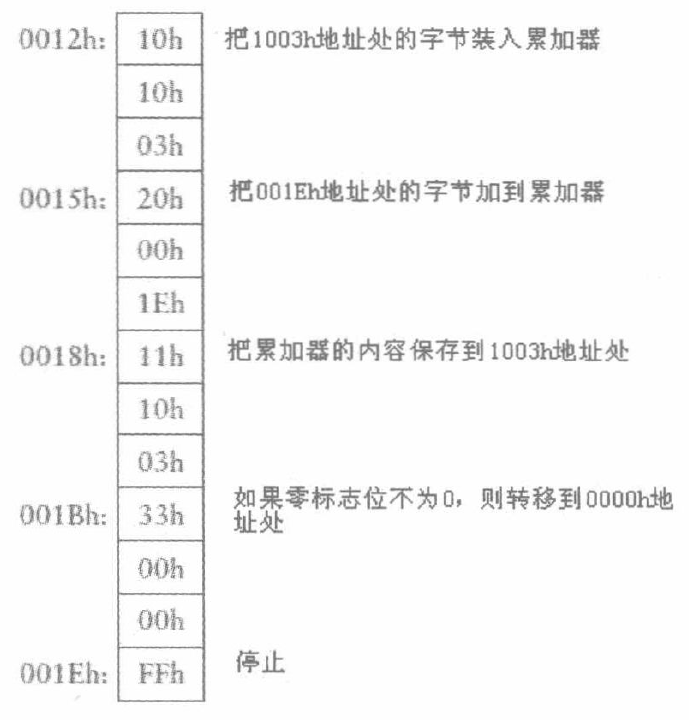 0012h: 10h 把1003h地址处的字节装入累加器
10h
03h
0015h: 20h 把001Eh地址处的字节加到累加器
00h
1Eh
0018h: 11h 把累加器的内容保存到1003h地址处
10h
03h
001Bh: 33h 如果零标志位不为0，则转移到0000h地
址处
00h
00h
001Eh: FFh 停止